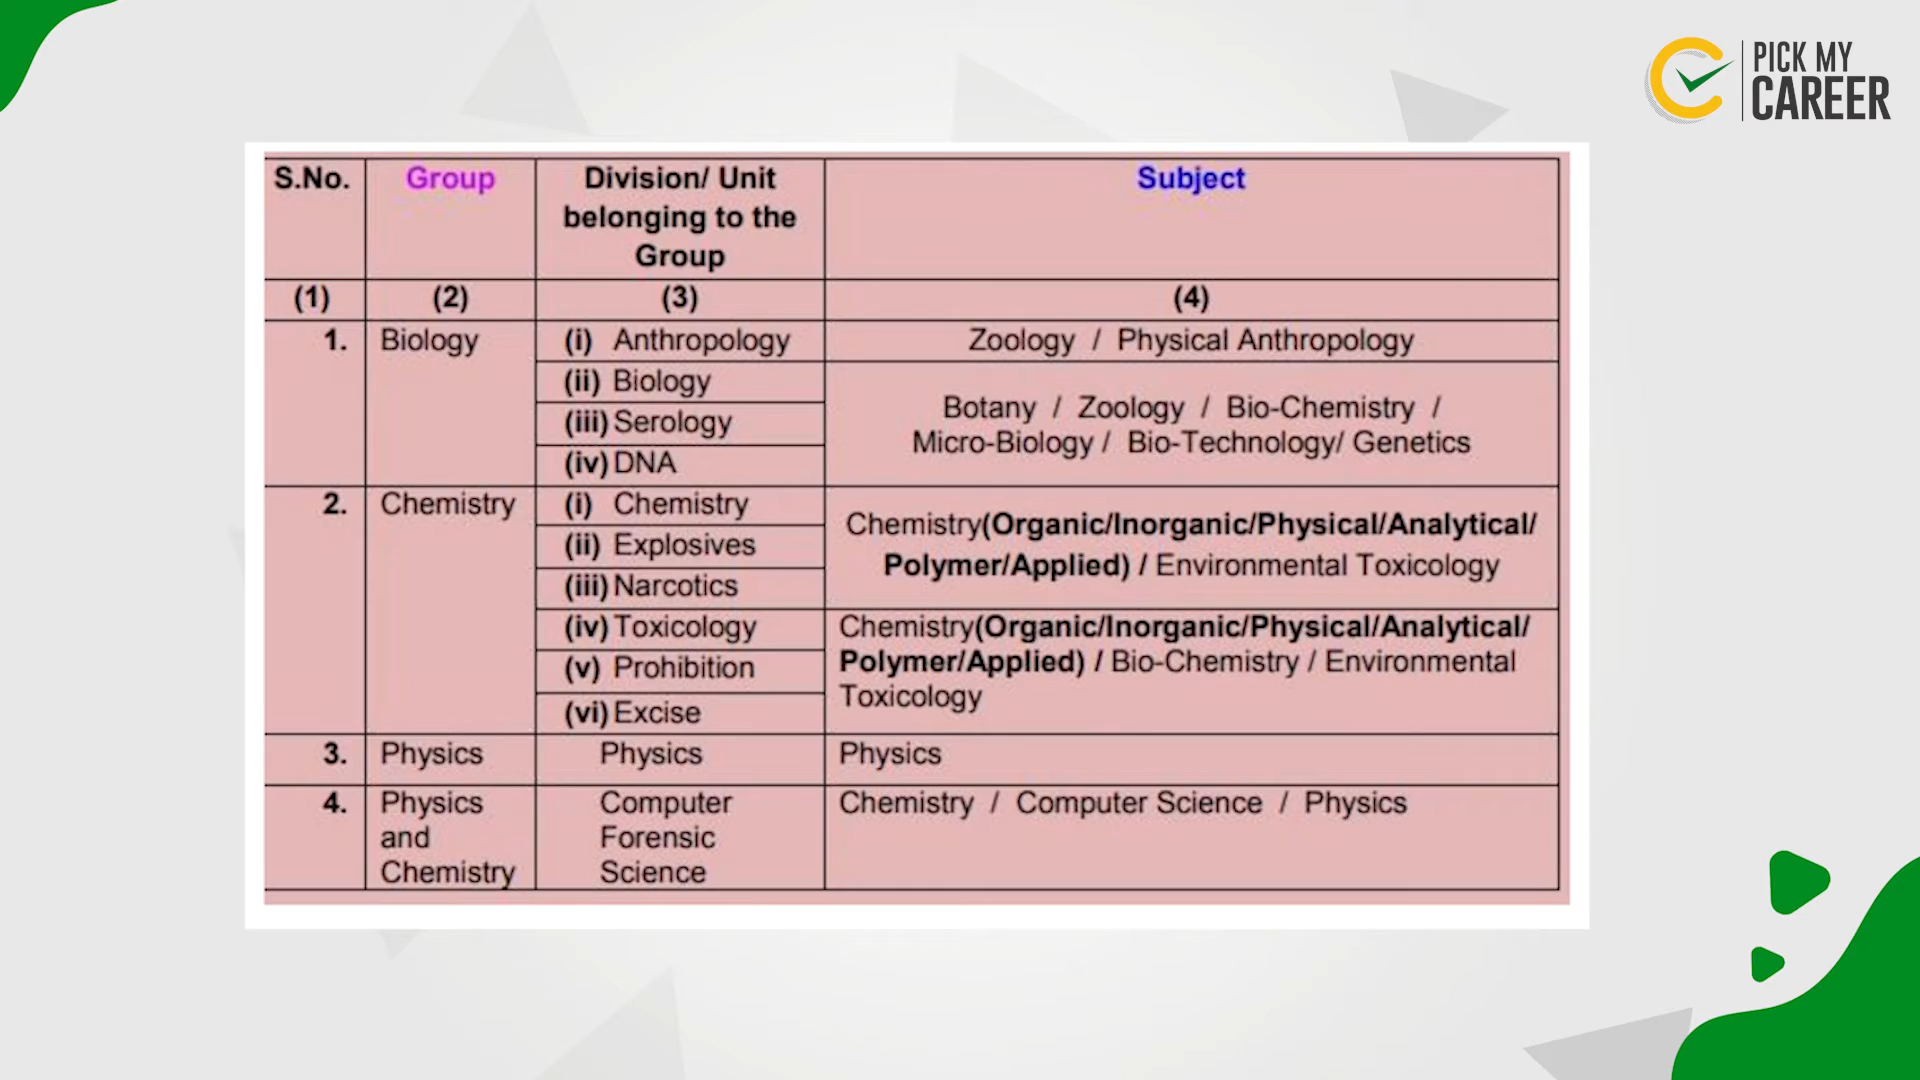 PICK MY
CAREER
S.No.
Group
Division/ Unit
belonging to the
Group
Subject
(1)
(2)
(3)
(4)
1.
Biology
(i) Anthropology
Zoology / Physical Anthropology
(ii) Biology
(iii) Serology
(iv) DNA
Botany / Zoology / Bio-Chemistry /
Micro-Biology / Bio-Technology/ Genetics
2.
Chemistry
(i) Chemistry
(ii) Explosives
(iii) Narcotics
Chemistry(Organic/Inorganic/Physical/Analytical/
Polymer/Applied) / Environmental Toxicology
(iv) Toxicology
(v) Prohibition
(vi) Excise
Chemistry(Organic/Inorganic/Physical/Analytical/
Polymer/Applied) / Bio-Chemistry / Environmental
Toxicology
3.
Physics
Physics
Physics
4.
Physics
and
Chemistry
Computer
Forensic
Science
Chemistry / Computer Science / Physics